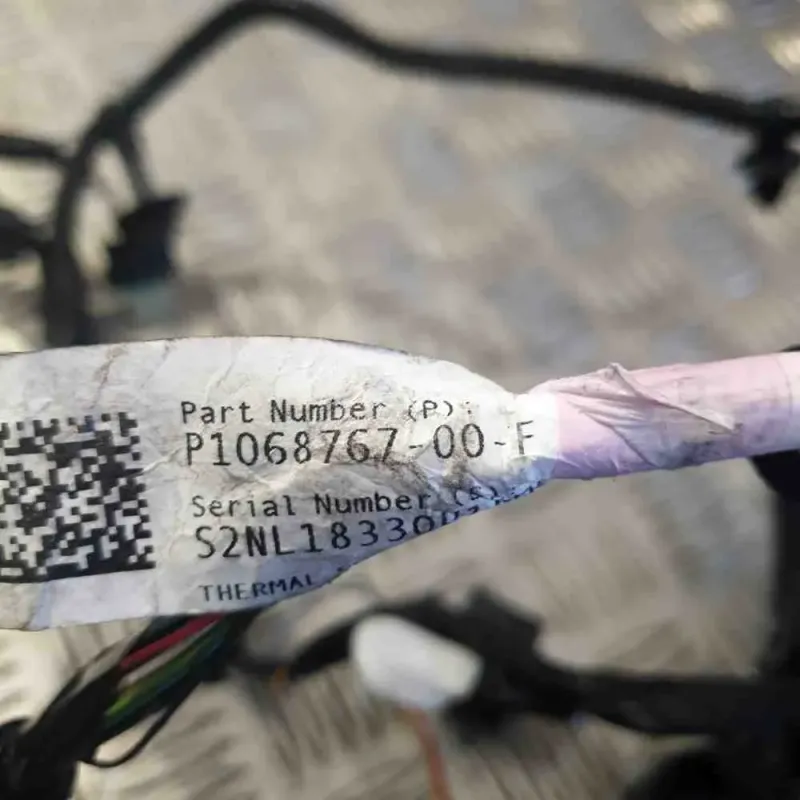 Part Number (P):
P1068767-00-F
Serial Number (S):
S2NL18330
THERMAL